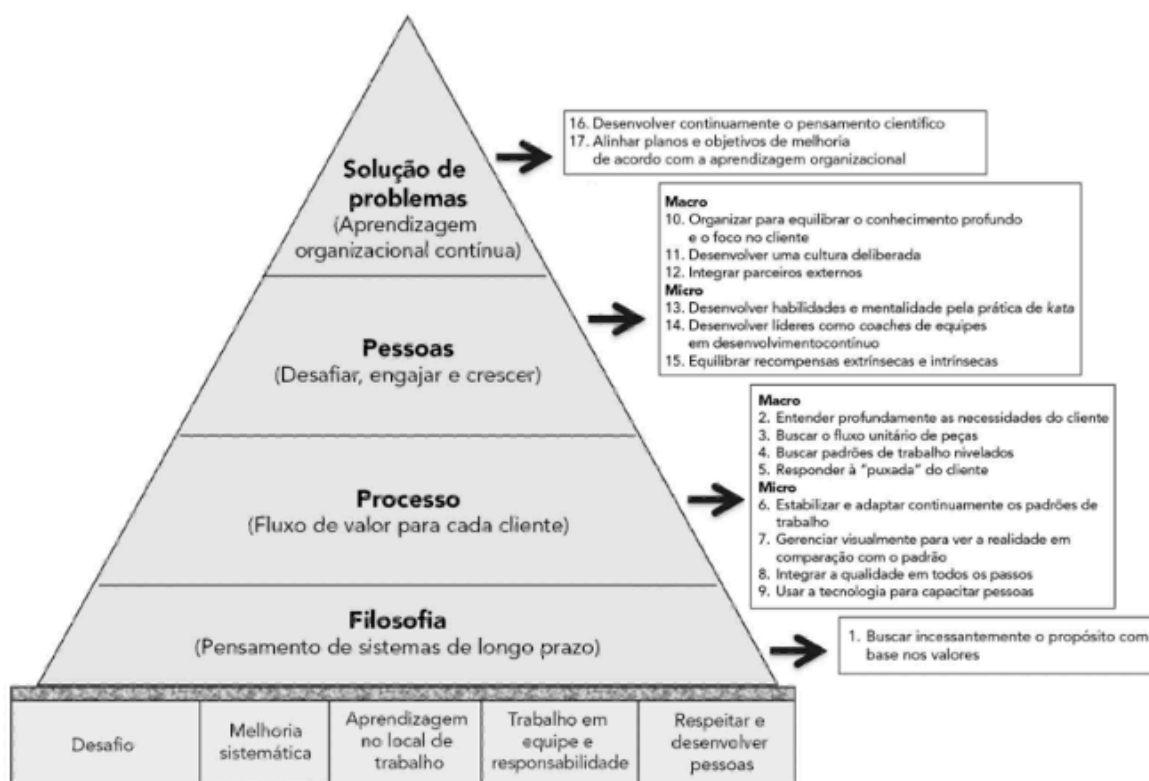 Solução de
problemas
(Aprendizagem
organizacional contínua)
16. Desenvolver continuamente o pensamento científico
17. Alinhar planos e objetivos de melhoria
de acordo com a aprendizagem organizacional
Pessoas
(Desafiar, engajar e crescer)
Macro
10. Organizar para equilibrar o conhecimento profundo
e o foco no cliente
11. Desenvolver uma cultura deliberada
12. Integrar parceiros externos
Micro
13. Desenvolver habilidades e mentalidade pela prática de kata
14. Desenvolver líderes como coaches de equipes
em desenvolvimentocontínuo
15. Equilibrar recompensas extrínsecas e intrínsecas
Processo
(Fluxo de valor para cada cliente)
Macro
2. Entender profundamente as necessidades do cliente
3. Buscar o fluxo unitário de peças
4. Buscar padrões de trabalho nivelados
5. Responder à “puxada” do cliente
Micro
6. Estabilizar e adaptar continuamente os padrões de
trabalho
7. Gerenciar visualmente para ver a realidade em
comparação com o padrão
8. Integrar a qualidade em todos os passos
9. Usar a tecnologia para capacitar pessoas
Filosofia
(Pensamento de sistemas de longo prazo)
1. Buscar incessantemente o propósito com
base nos valores
Desafio
Melhoria
sistemática
Aprendizagem
no local de
trabalho
Trabalho em
equipe e
responsabilidade
Respeitar e
desenvolver
pessoas